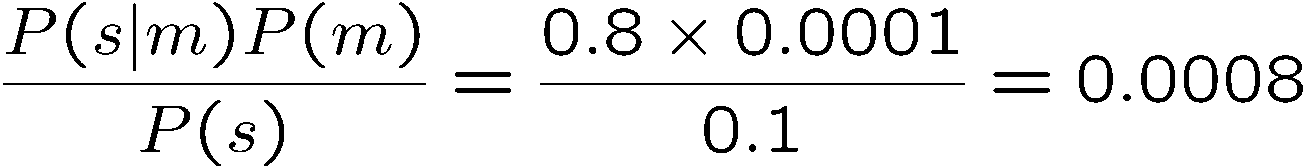 P(s|m)P(m) / P(s) = 0.8 × 0.0001 / 0.1 = 0.0008